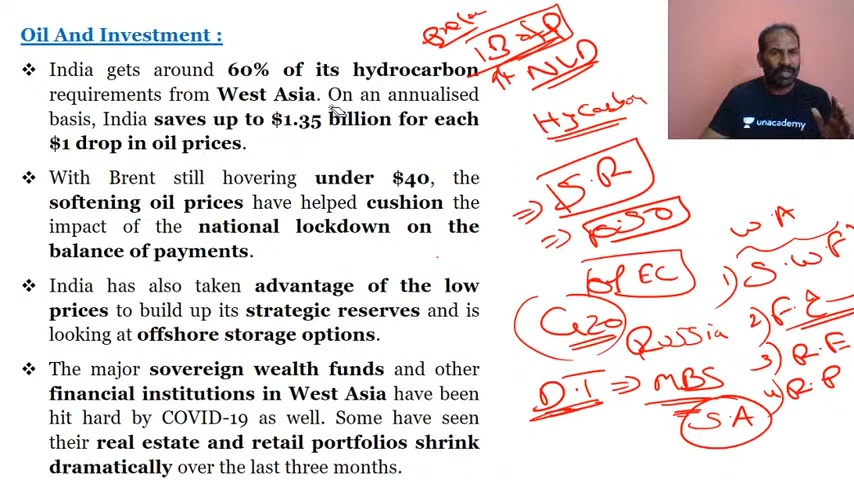 Oil And Investment :
❖ India gets around 60% of its hydrocarbon
requirements from West Asia. On an annualised
basis, India saves up to $1.35 billion for each
$1 drop in oil prices.
❖ With Brent still hovering under $40, the
softening oil prices have helped cushion the
impact of the national lockdown on the
balance of payments.
❖ India has also taken advantage of the low
prices to build up its strategic reserves and is
looking at offshore storage options.
❖ The major sovereign wealth funds and other
financial institutions in West Asia have been
hit hard by COVID-19 as well. Some have seen
their real estate and retail portfolios shrink
dramatically over the last three months.
B of P
NLD
⇒ S.R
⇒
OPEC
G20
Russia
D.T ⇒ MBS
S A
W A
1) S.W.F
2) F.I
3) R.E
4) R.P
unacademy